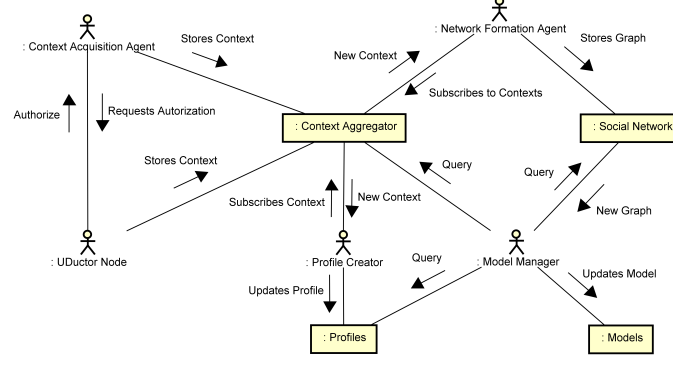 : Network Formation Agent
Stores Context
Stores Graph
: Context Acquisition Agent
New Context
Subscribes to Contexts
Authorize
Requests Autorization
: Context Aggregator
: Social Network
Stores Context
Query
Query
Subscribes Context
New Context
New Graph
: UDuctor Node
: Profile Creator
Query
: Model Manager
Updates Model
Updates Profile
: Profiles
: Models